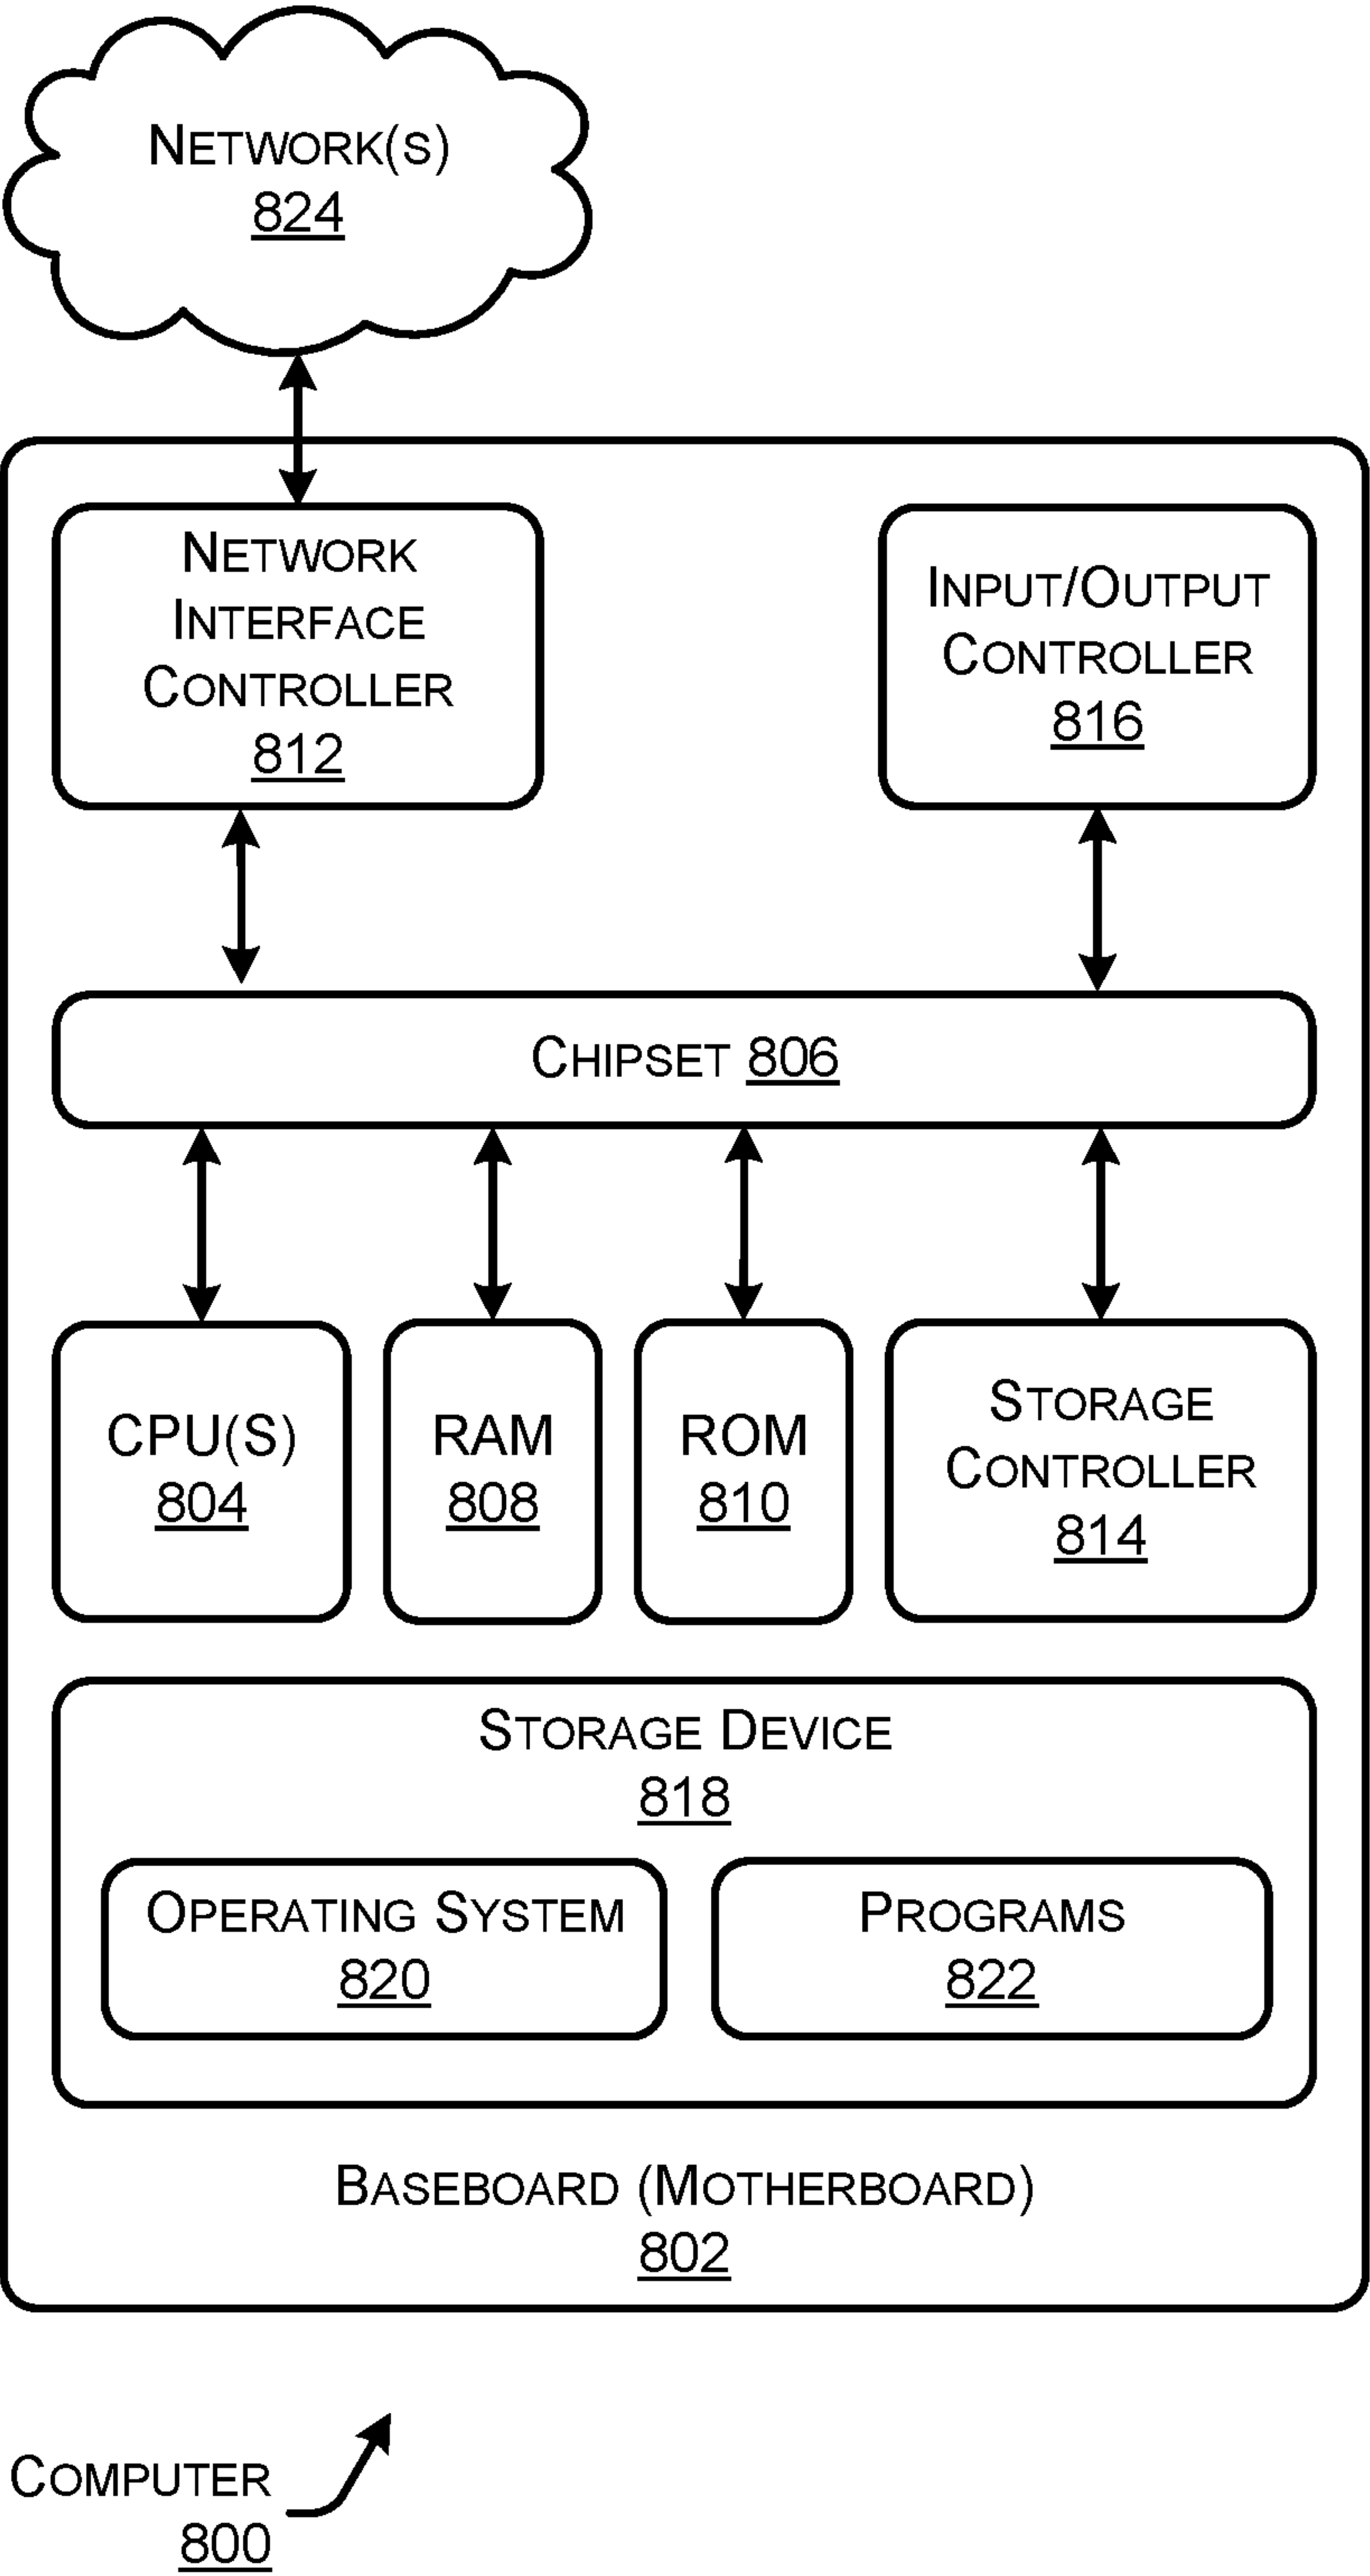 NETWORK(S)
824
NETWORK
INTERFACE
CONTROLLER
812
INPUT/OUTPUT
CONTROLLER
816
CHIPSET 806
CPU(S)
804
RAM
808
ROM
810
STORAGE
CONTROLLER
814
STORAGE DEVICE
818
OPERATING SYSTEM
820
PROGRAMS
822
BASEBOARD (MOTHERBOARD)
802
COMPUTER
800